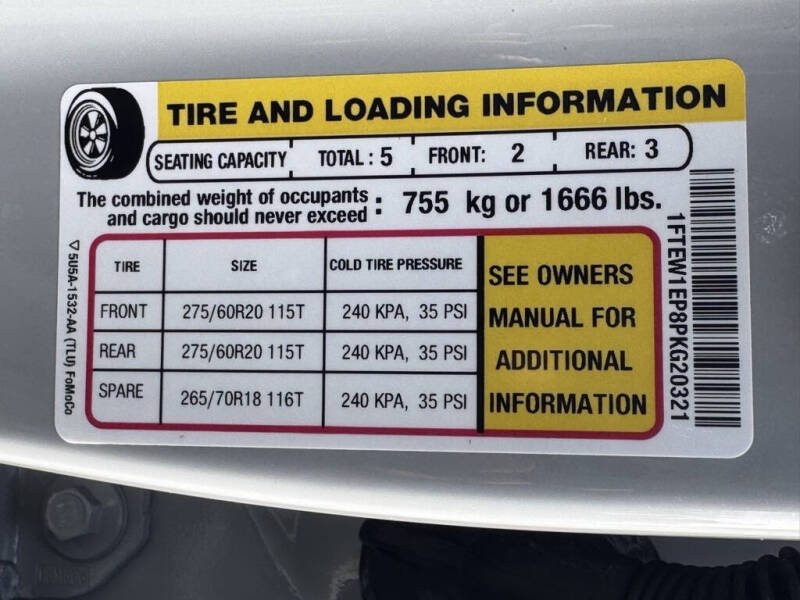 TIRE AND LOADING INFORMATION
SEATING CAPACITY TOTAL : 5 FRONT: 2 REAR: 3
The combined weight of occupants
and cargo should never exceed : 755 kg or 1666 lbs.
TIRE SIZE COLD TIRE PRESSURE
FRONT 275/60R20 115T 240 KPA, 35 PSI
REAR 275/60R20 115T 240 KPA, 35 PSI
SPARE 265/70R18 116T 240 KPA, 35 PSI
SEE OWNERS
MANUAL FOR
ADDITIONAL
INFORMATION
1FTEW1EP8PKG20321
5U5A-1532-AA (TLU) FoMoCo